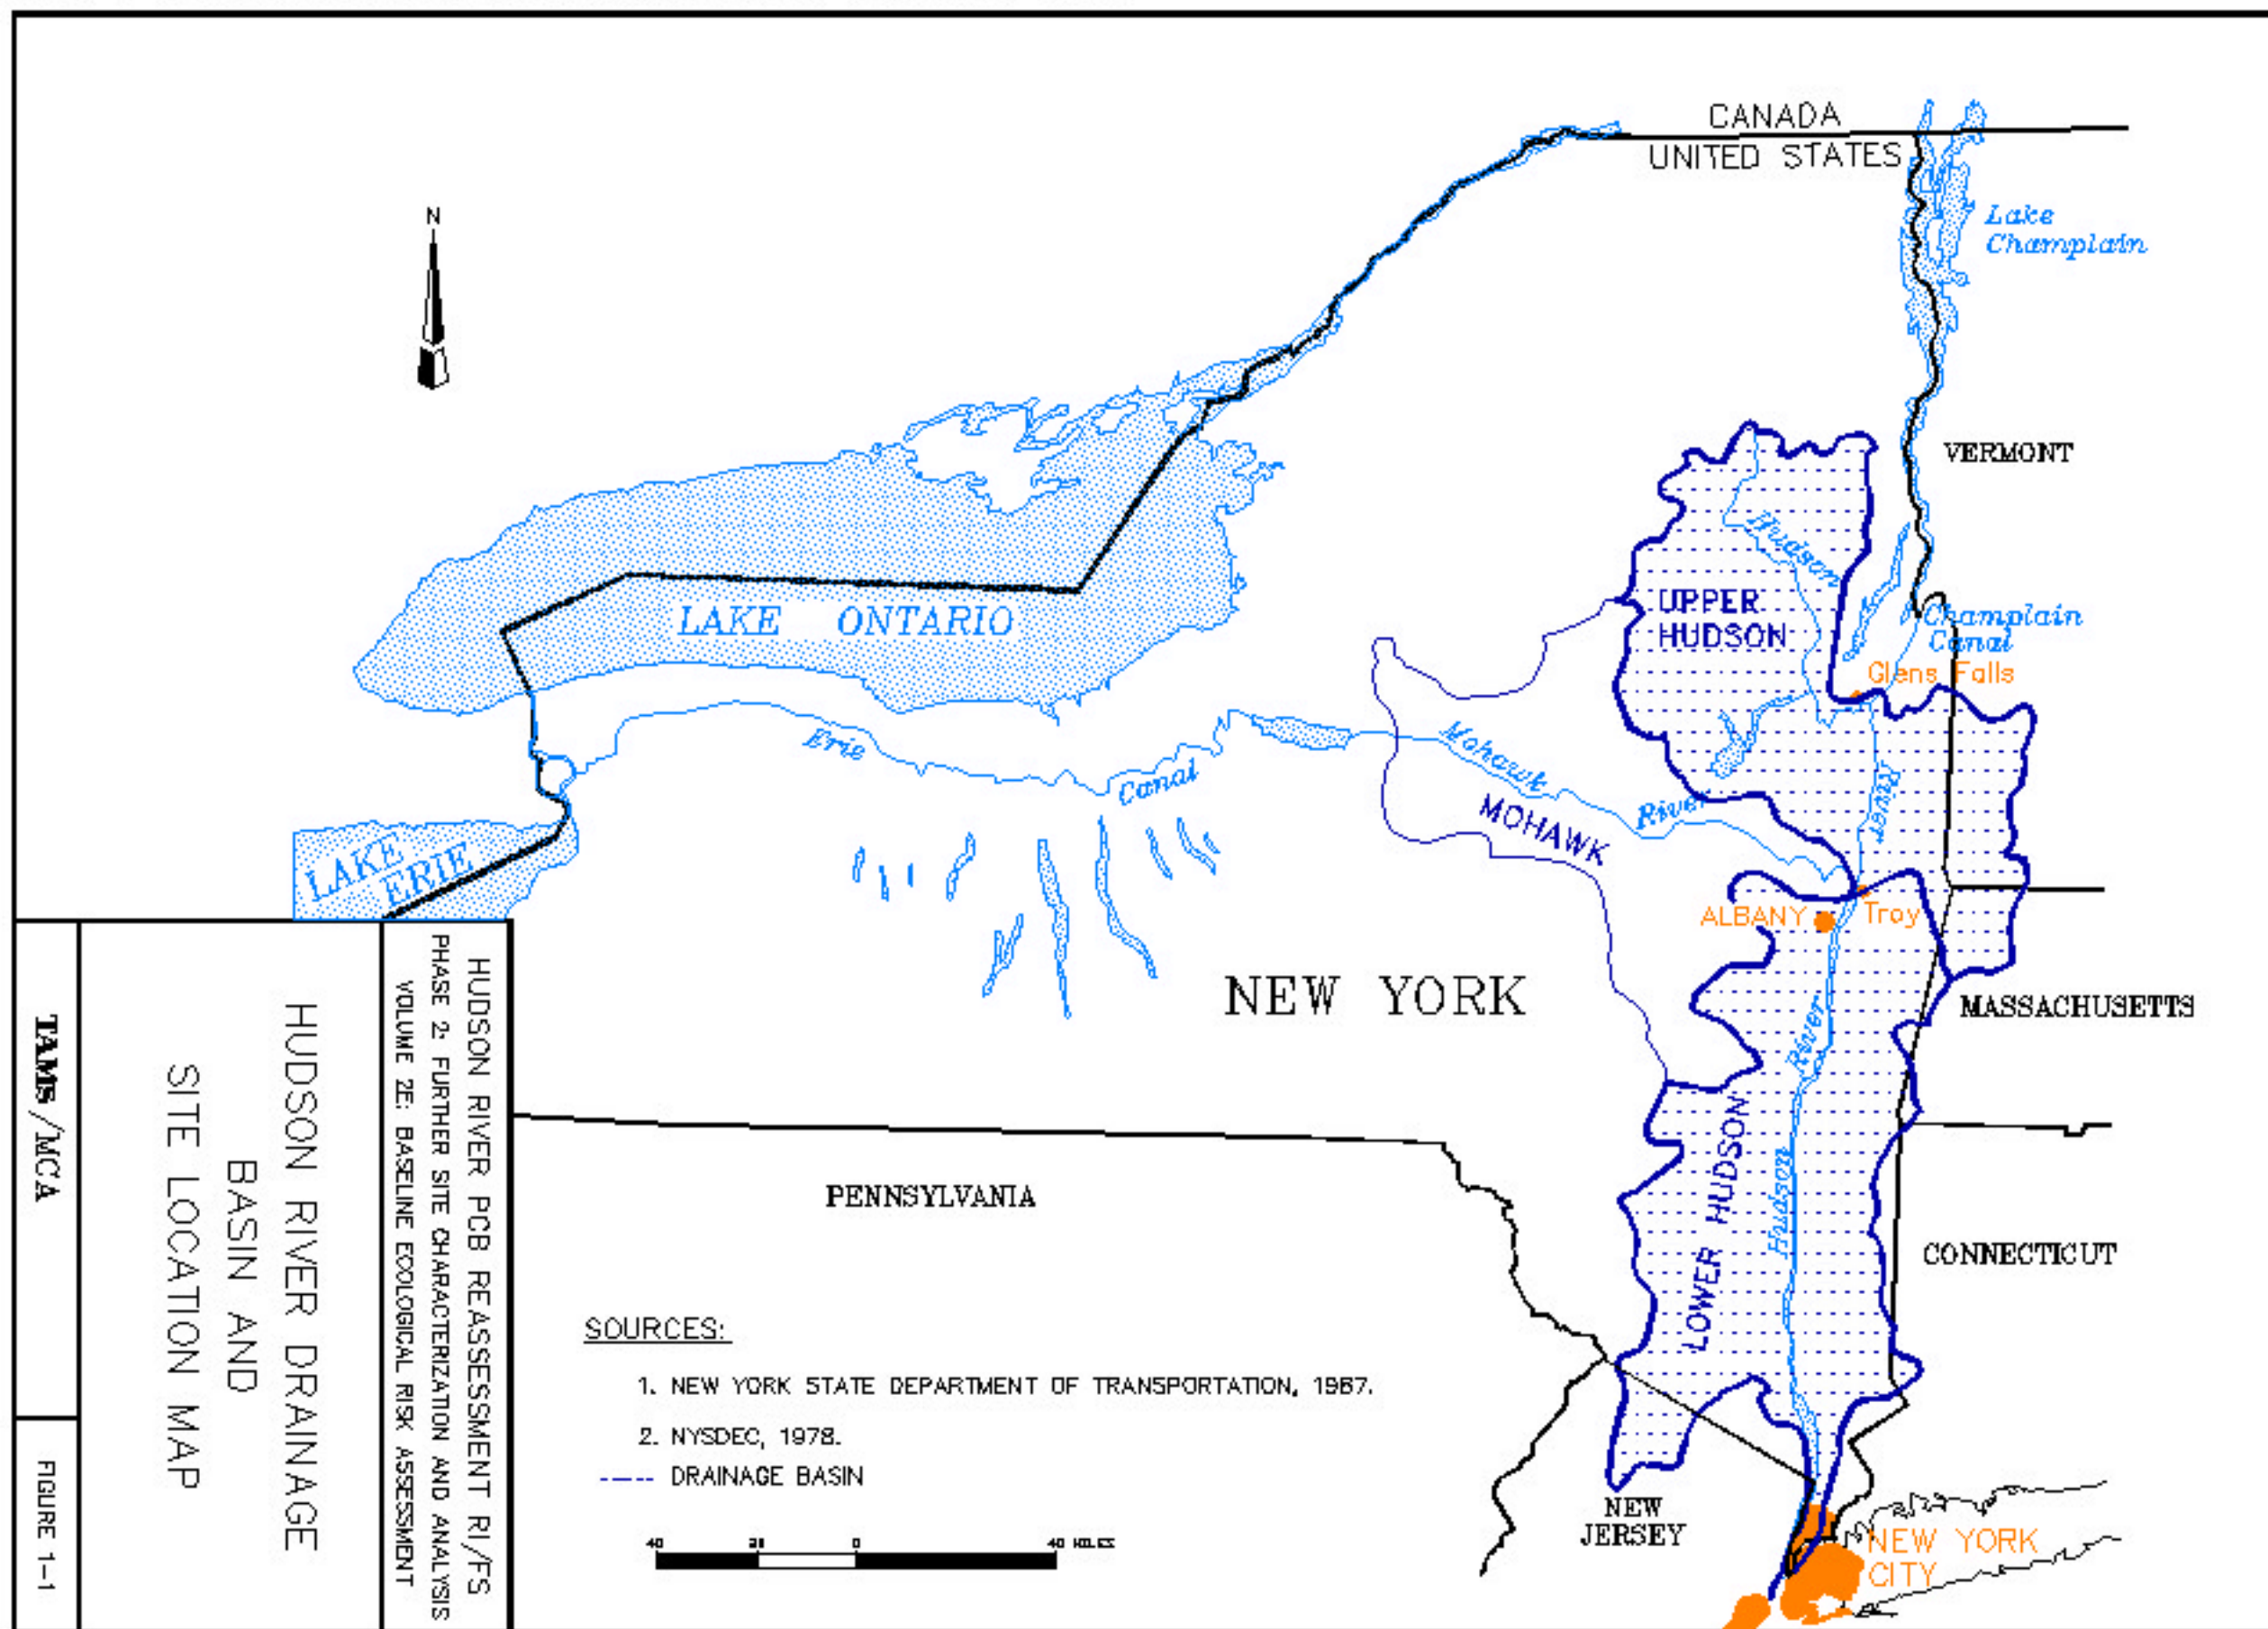 CANADA
UNITED STATES
N
Lake
Champlain
VERMONT
Hudson
UPPER
HUDSON
LAKE ONTARIO
Champlain
Canal
Glens Falls
Erie
Canal
Mohawk
River
River
MOHAWK
LAKE
ERIE
ALBANY
Troy
NEW YORK
MASSACHUSETTS
River
Hudson
LOWER HUDSON
PENNSYLVANIA
CONNECTICUT
SOURCES:
1. NEW YORK STATE DEPARTMENT OF TRANSPORTATION, 1987.
2. NYSDEC, 1978.
DRAINAGE BASIN
40
0
40 MILES
NEW
JERSEY
NEW YORK
CITY
HUDSON RIVER PCB REASSESSMENT RI/FS
PHASE 2: FURTHER SITE CHARACTERIZATION AND ANALYSIS
VOLUME 2E: BASELINE ECOLOGICAL RISK ASSESSMENT
HUDSON RIVER DRAINAGE
BASIN AND
SITE LOCATION MAP
TAMS/MCA
FIGURE 1-1